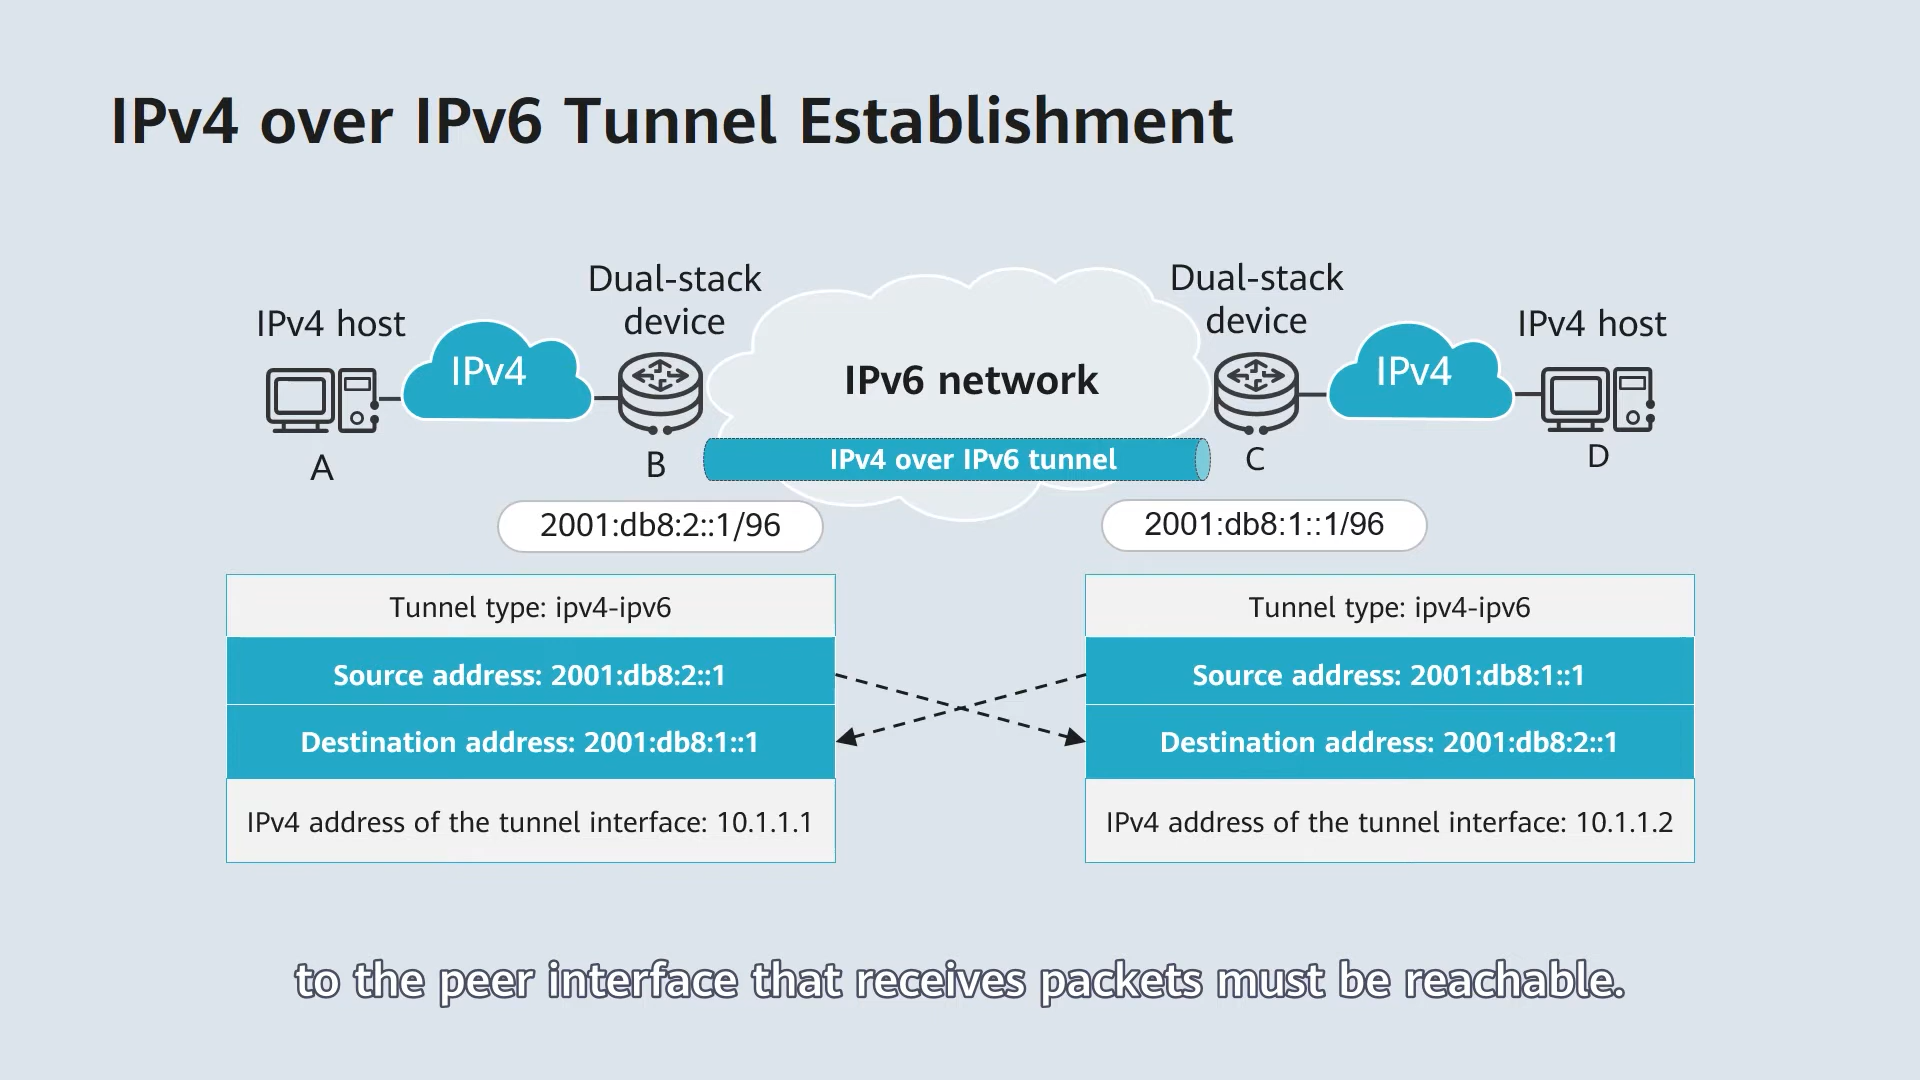 IPv4 over IPv6 Tunnel Establishment
Dual-stack
device
Dual-stack
device
IPv4 host
IPv4 host
IPv4
IPv6 network
IPv4
IPv4 over IPv6 tunnel
A
B
C
D
2001:db8:2::1/96
2001:db8:1::1/96
Tunnel type: ipv4-ipv6
Source address: 2001:db8:2::1
Destination address: 2001:db8:1::1
IPv4 address of the tunnel interface: 10.1.1.1
Tunnel type: ipv4-ipv6
Source address: 2001:db8:1::1
Destination address: 2001:db8:2::1
IPv4 address of the tunnel interface: 10.1.1.2
to the peer interface that receives packets must be reachable.